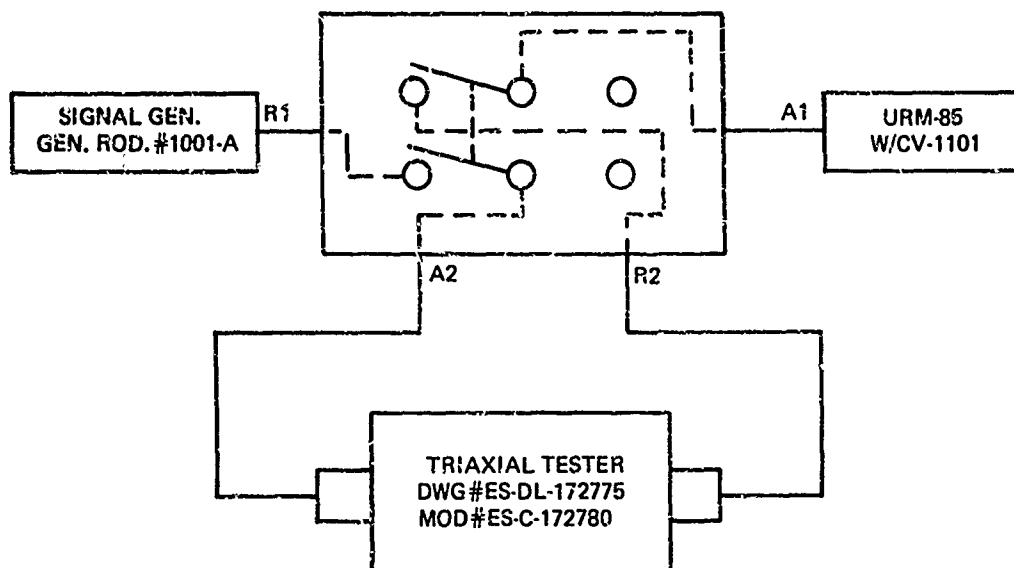 SIGNAL GEN.
GEN. ROD. #1001-A
R1
A1
URM-85
W/CV-1101
A2
R2
TRIAXIAL TESTER
DWG#ES-DL-172775
MOD#ES-C-172780